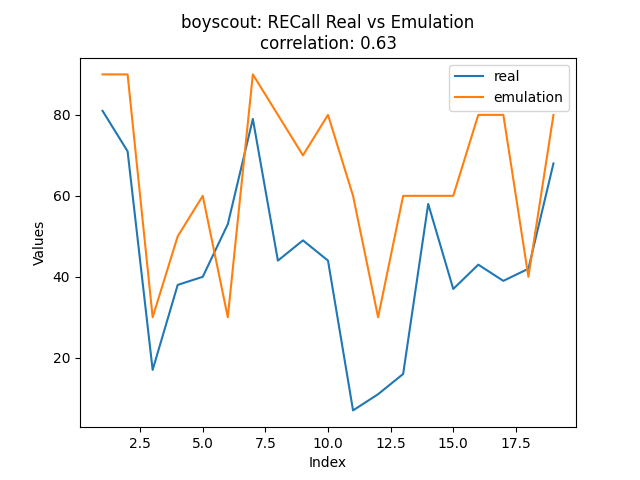 boyscout: RECall Real vs Emulation
correlation: 0.63
real
emulation
Values
80
60
40
20
2.5
5.0
7.5
10.0
12.5
15.0
17.5
Index